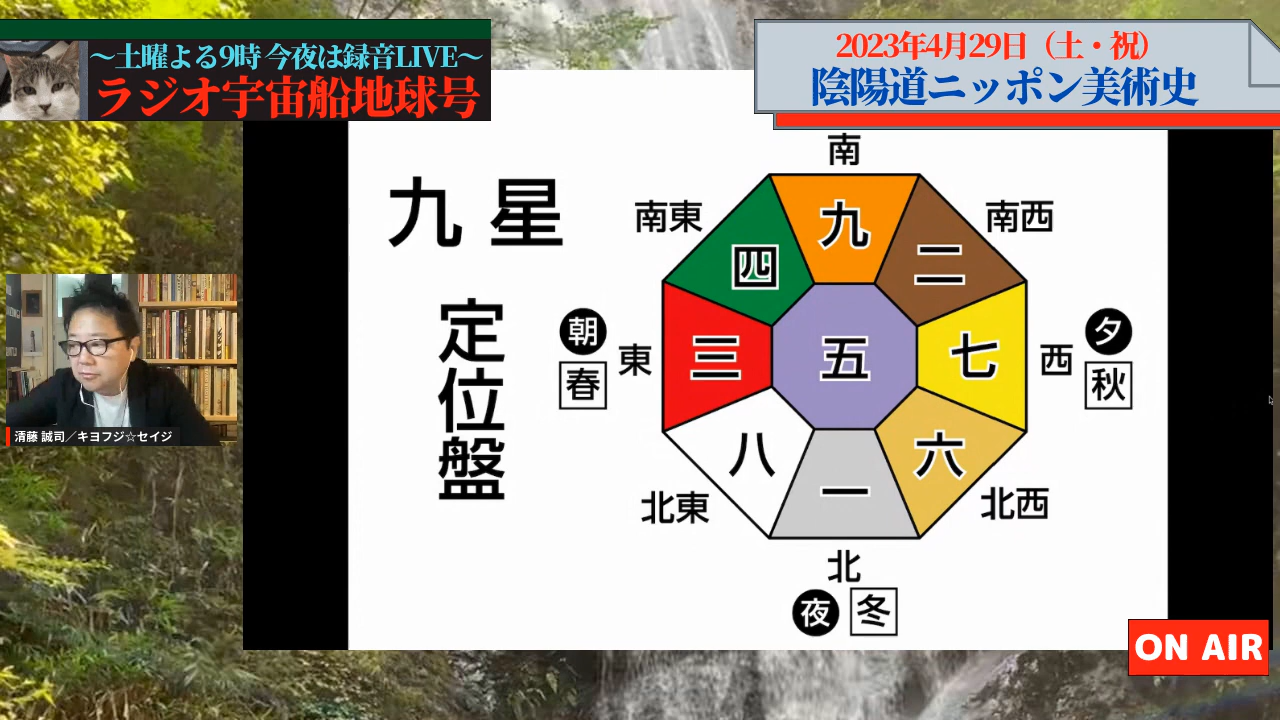 〜土曜よる9時 今夜は録音LIVE〜
ラジオ宇宙船地球号
2023年4月29日（土・祝）
陰陽道ニッポン美術史
九星
定位盤
南
南東
南西
九
四
二
朝
春
東
三
五
七
西
夕
秋
八
一
六
北東
北西
北
夜
冬
清藤 誠司／キヨフジ☆セイジ
ON AIR